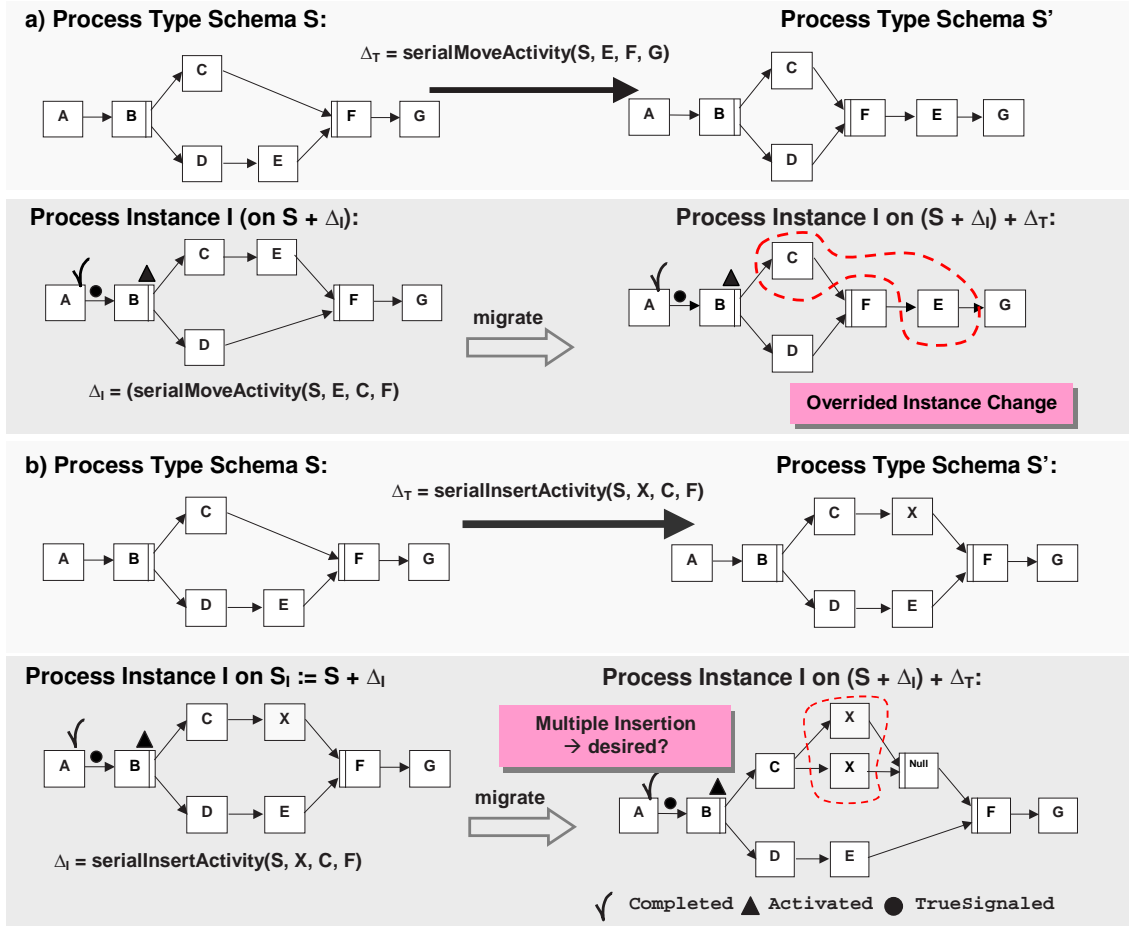 a) Process Type Schema S:
Process Type Schema S’
ΔT = serialMoveActivity(S, E, F, G)
C
A B F G
D E
C
A B F E G
D
Process Instance I (on S + ΔI):
Process Instance I on (S + ΔI) + ΔT:
C E
A B F G
D
ΔI = (serialMoveActivity(S, E, C, F)
migrate
C
A B F E G
D
Overrided Instance Change
b) Process Type Schema S:
Process Type Schema S’:
ΔT = serialInsertActivity(S, X, C, F)
C
A B F G
D E
C X
A B F G
D E
Process Instance I on SI := S + ΔI
Process Instance I on (S + ΔI) + ΔT:
C X
A B F G
D E
ΔI = serialInsertActivity(S, X, C, F)
Multiple Insertion
→ desired?
migrate
X
C X Null
A B F G
D E
Completed Activated TrueSignaled